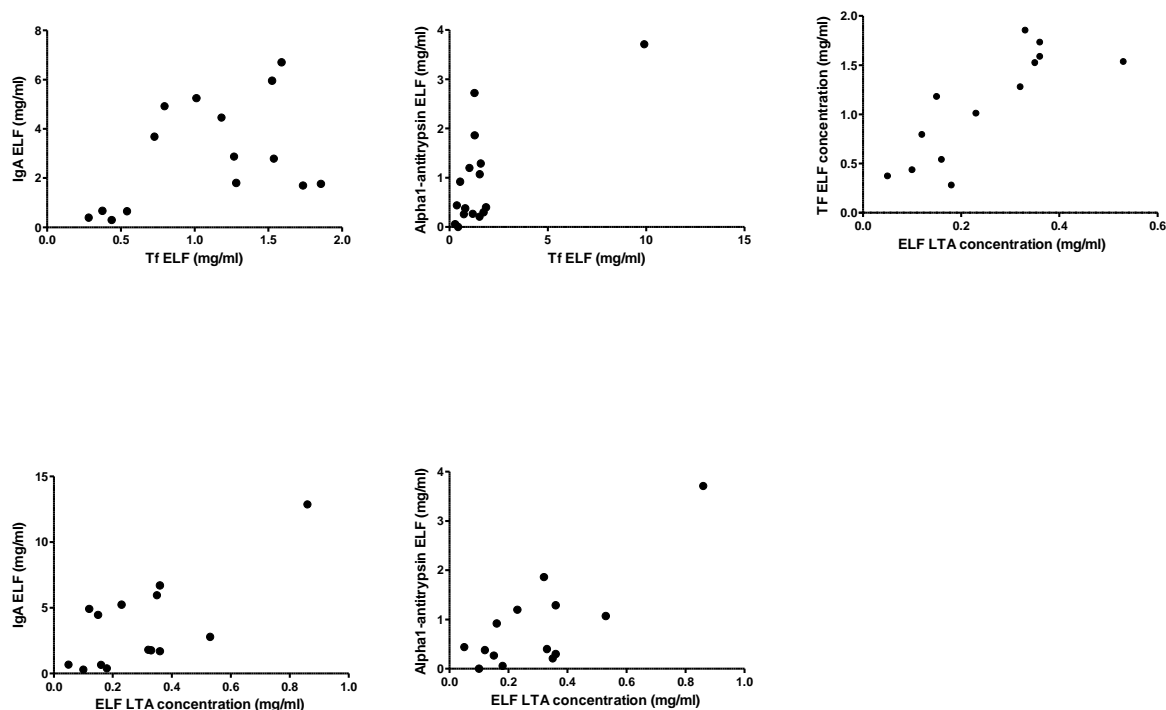 IgA ELF (mg/ml)
8
6
4
2
0
0.0 0.5 1.0 1.5 2.0
Tf ELF (mg/ml)
Alpha1-antitrypsin ELF (mg/ml)
4
3
2
1
0
0 5 10 15
Tf ELF (mg/ml)
TF ELF concentration (mg/ml)
2.0
1.5
1.0
0.5
0.0
0.0 0.2 0.4 0.6
ELF LTA concentration (mg/ml)
IgA ELF (mg/ml)
15
10
5
0
0.0 0.2 0.4 0.6 0.8 1.0
ELF LTA concentration (mg/ml)
Alpha1-antitrypsin ELF (mg/ml)
4
3
2
1
0
0.0 0.2 0.4 0.6 0.8 1.0
ELF LTA concentration (mg/ml)